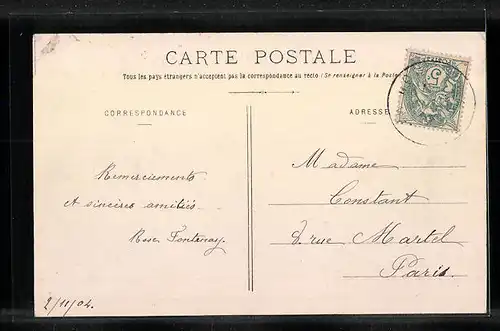 CARTE POSTALE
Tous les pays étrangers n'acceptent pas la correspondance au recto (Se renseigner à la Poste)
CORRESPONDANCE
ADRESSE
Remerciements
et sincères amitiés
Rose Fontenay.
2/11/04.
Madame
Constant
8. rue Martel
Paris.